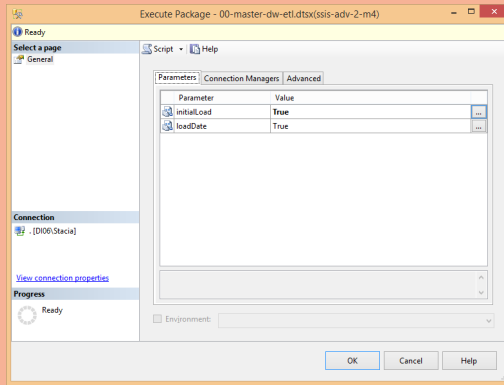 Execute Package - 00-master-dw-etl.dtsx(ssis-adv-2-m4)
Ready
Select a page
General
Script
Help
Parameters Connection Managers Advanced
Parameter Value
initialLoad True ...
loadDate True ...
Connection
. [DI06\Stacia]
View connection properties
Progress
Ready
Environment:
OK Cancel Help